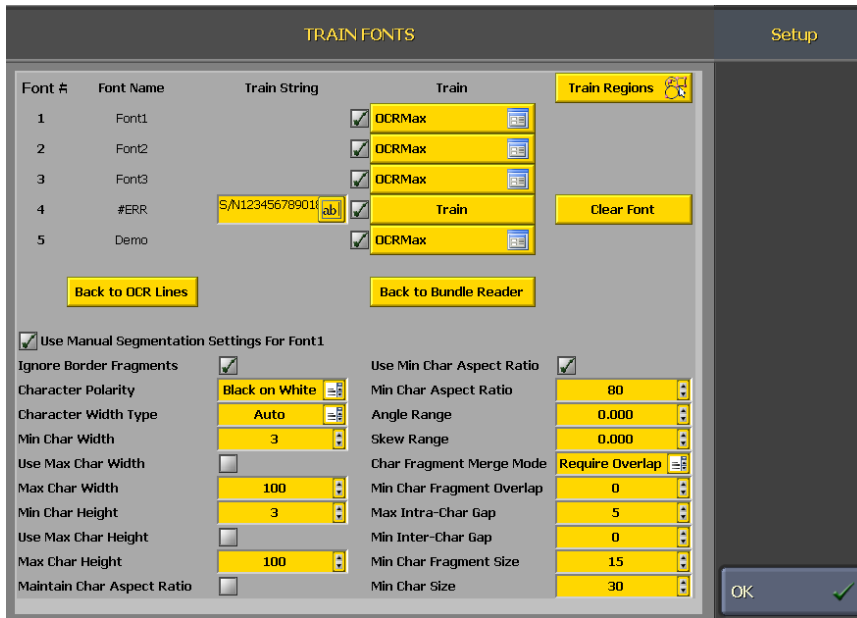 TRAIN FONTS
Setup
Font # Font Name Train String Train Train Regions
1 Font1 OCRMax
2 Font2 OCRMax
3 Font3 OCRMax
4 #ERR S/N12345678901 ab Train Clear Font
5 Demo OCRMax
Back to OCR Lines Back to Bundle Reader
Use Manual Segmentation Settings For Font1
Ignore Border Fragments Use Min Char Aspect Ratio
Character Polarity Black on White Min Char Aspect Ratio 80
Character Width Type Auto Angle Range 0.000
Min Char Width 3 Skew Range 0.000
Use Max Char Width Char Fragment Merge Mode Require Overlap
Max Char Width 100 Min Char Fragment Overlap 0
Min Char Height 3 Max Intra-Char Gap 5
Use Max Char Height Min Inter-Char Gap 0
Max Char Height 100 Min Char Fragment Size 15
Maintain Char Aspect Ratio Min Char Size 30
OK